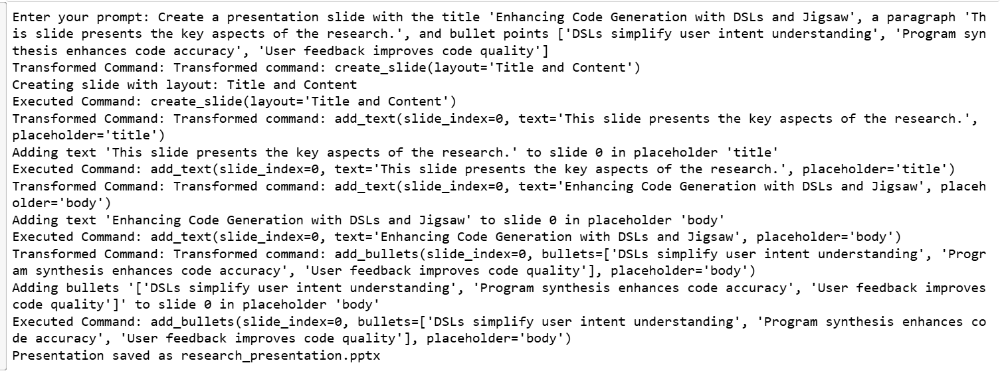 Enter your prompt: Create a presentation slide with the title 'Enhancing Code Generation with DSLs and Jigsaw', a paragraph 'Th
is slide presents the key aspects of the research.', and bullet points ['DSLs simplify user intent understanding', 'Program syn
thesis enhances code accuracy', 'User feedback improves code quality']
Transformed Command: Transformed command: create_slide(layout='Title and Content')
Creating slide with layout: Title and Content
Executed Command: create_slide(layout='Title and Content')
Transformed Command: Transformed command: add_text(slide_index=0, text='This slide presents the key aspects of the research.',
placeholder='title')
Adding text 'This slide presents the key aspects of the research.' to slide 0 in placeholder 'title'
Executed Command: add_text(slide_index=0, text='This slide presents the key aspects of the research.', placeholder='title')
Transformed Command: Transformed command: add_text(slide_index=0, text='Enhancing Code Generation with DSLs and Jigsaw', placeh
older='body')
Adding text 'Enhancing Code Generation with DSLs and Jigsaw' to slide 0 in placeholder 'body'
Executed Command: add_text(slide_index=0, text='Enhancing Code Generation with DSLs and Jigsaw', placeholder='body')
Transformed Command: Transformed command: add_bullets(slide_index=0, bullets=['DSLs simplify user intent understanding', 'Progr
am synthesis enhances code accuracy', 'User feedback improves code quality'], placeholder='body')
Adding bullets '['DSLs simplify user intent understanding', 'Program synthesis enhances code accuracy', 'User feedback improves
code quality']' to slide 0 in placeholder 'body'
Executed Command: add_bullets(slide_index=0, bullets=['DSLs simplify user intent understanding', 'Program synthesis enhances co
de accuracy', 'User feedback improves code quality'], placeholder='body')
Presentation saved as research_presentation.pptx